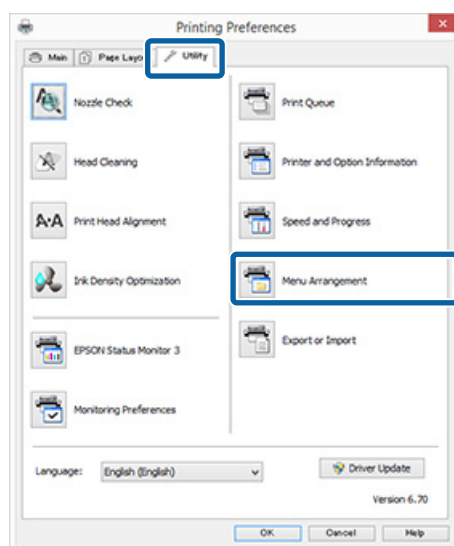 Printing Preferences
Main
Page Layo
Utility
Nozzle Check
Print Queue
Head Cleaning
Printer and Option Information
A·A
Print Head Alignment
Speed and Progress
Ink Density Optimization
Menu Arrangement
EPSON Status Monitor 3
Export or Import
Monitoring Preferences
Language:
English (English)
Driver Update
Version 6.70
OK
Cancel
Help